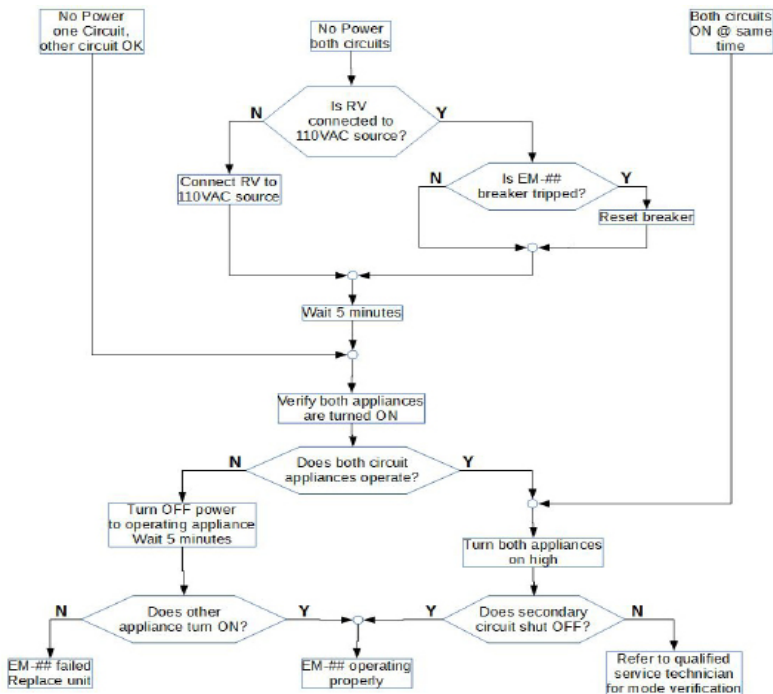 No Power
one Circuit,
other circuit OK
No Power
both circuits
Both circuits
ON @ same
time
Is RV
connected to
110VAC source?
N
Y
Connect RV to
110VAC source
Is EM-##
breaker tripped?
N
Y
Reset breaker
Wait 5 minutes
Verify both appliances
are turned ON
Does both circuit
appliances operate?
N
Y
Turn OFF power
to operating appliance
Wait 5 minutes
Turn both appliances
on high
Does other
appliance turn ON?
N
Y
Does secondary
circuit shut OFF?
Y
N
EM-## failed
Replace unit
EM-## operating
properly
Refer to qualified
service technician
for mode verification